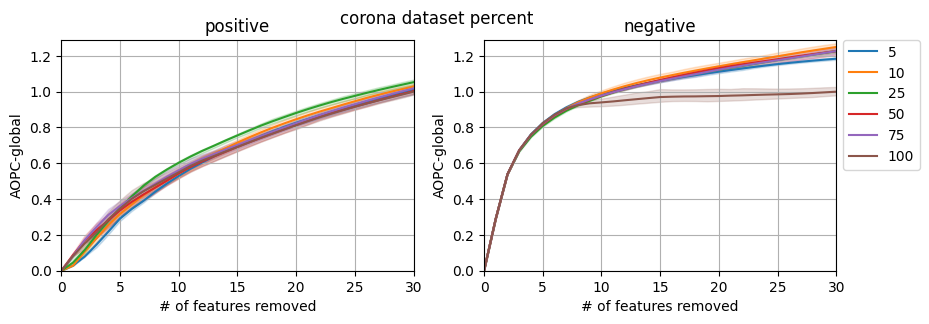 corona dataset percent
positive
AOPC-global
1.2
1.0
0.8
0.6
0.4
0.2
0.0
0 5 10 15 20 25 30
# of features removed
negative
AOPC-global
1.2
1.0
0.8
0.6
0.4
0.2
0.0
0 5 10 15 20 25 30
# of features removed
5
10
25
50
75
100